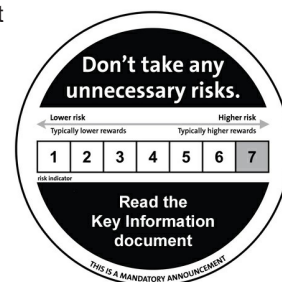 t
Don't take any
unnecessary risks.
Lower risk Higher risk
Typically lower rewards Typically higher rewards
1 2 3 4 5 6 7
risk indicator
Read the
Key Information
document
THIS IS A MANDATORY ANNOUNCEMENT